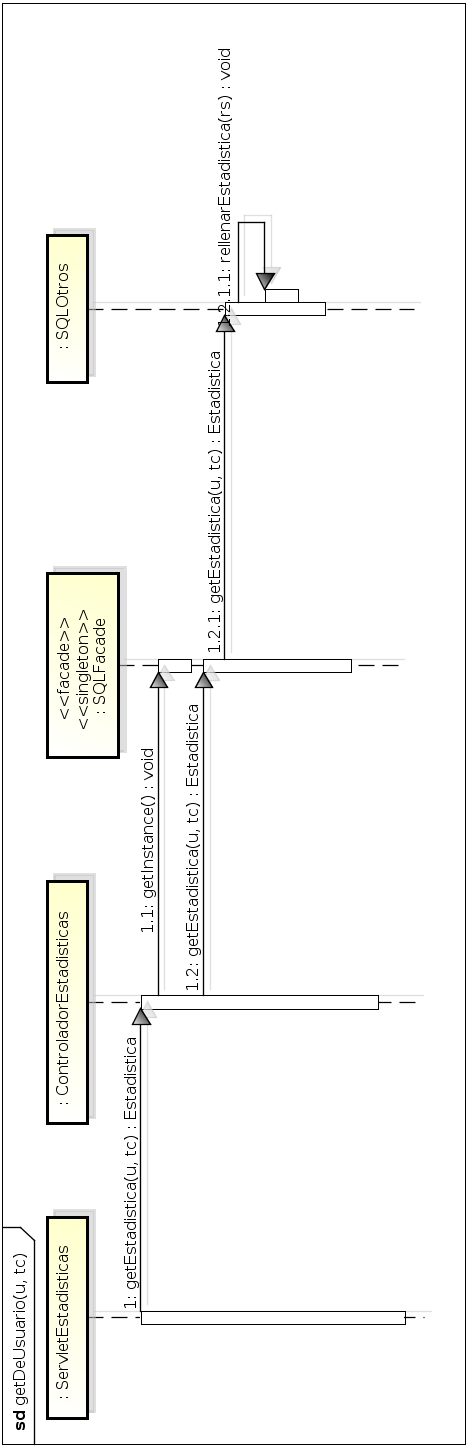 sd getDeUsuario(u, tc)
: ServletEstadisticas
: ControladorEstadisticas
<<facade>>
<<singleton>>
: SQLFacade
: SQLOtros
1: getEstadistica(u, tc) : Estadistica
1.1: getInstance() : void
1.2: getEstadistica(u, tc) : Estadistica
1.2.1: getEstadistica(u, tc) : Estadistica
1.2.1.1: rellenarEstadistica(rs) : void